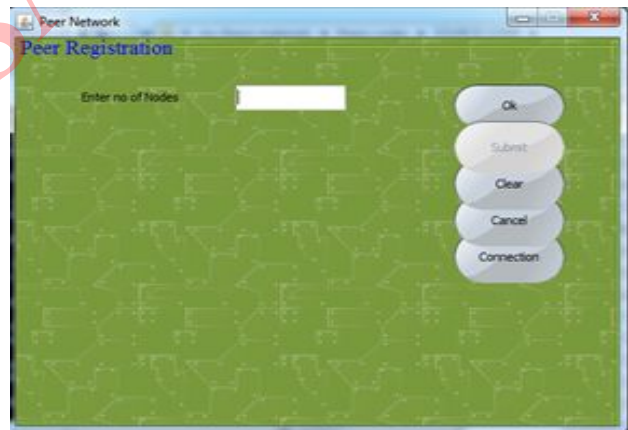 Peer Network
Peer Registration
Enter no of Nodes
Ok
Submit
Clear
Cancel
Connection